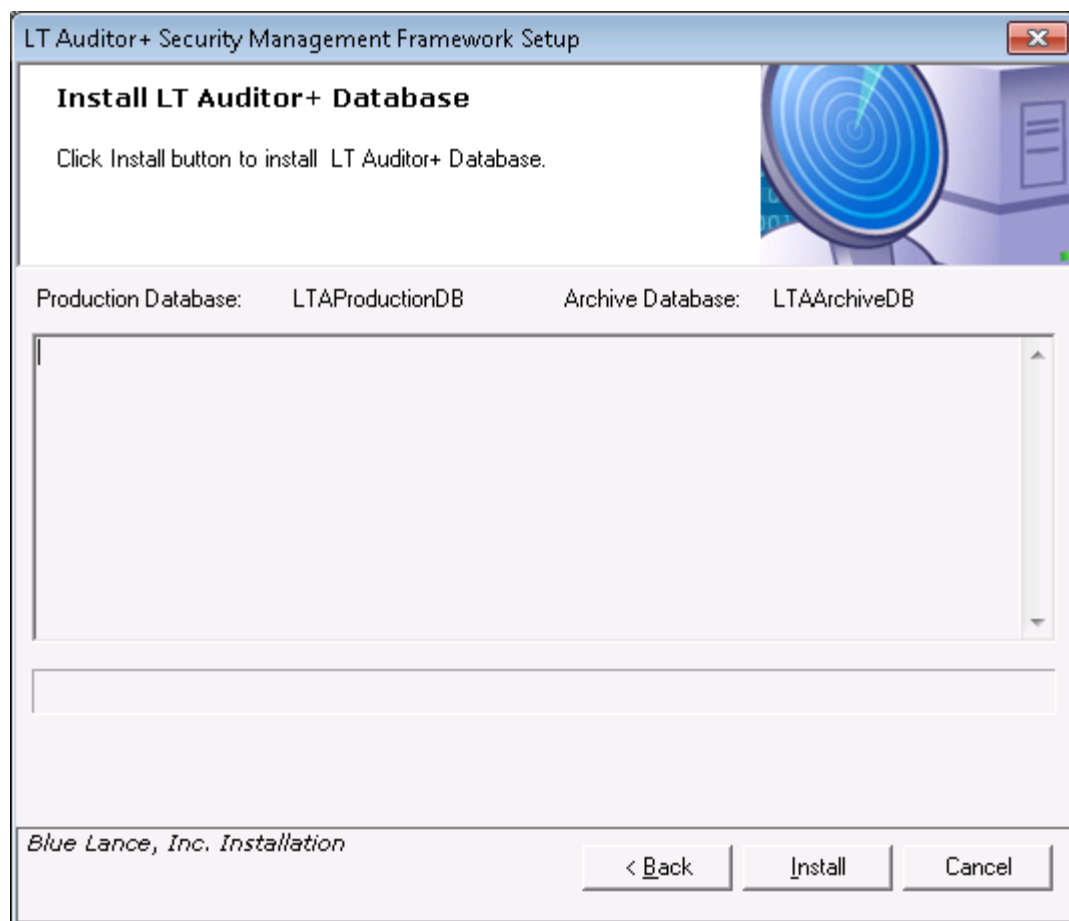 LT Auditor+ Security Management Framework Setup
Install LT Auditor+ Database
Click Install button to install LT Auditor+ Database.
Production Database: LTAProductionDB Archive Database: LTAArchiveDB
Blue Lance, Inc. Installation
< Back Install Cancel